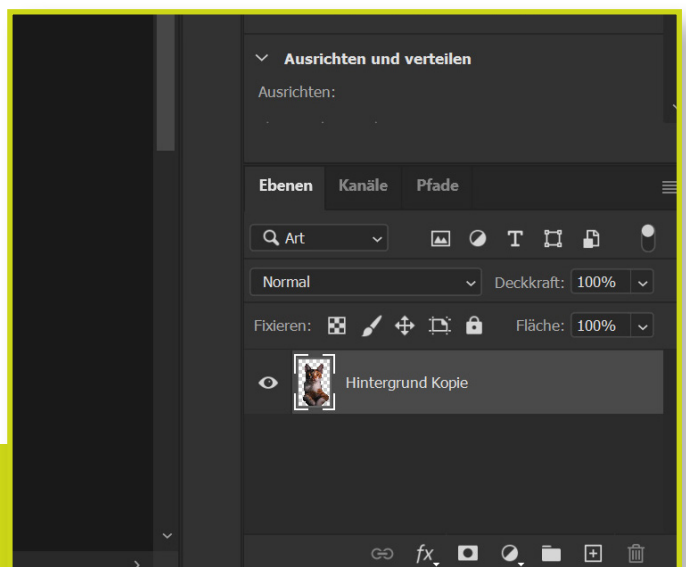 Ausrichten und verteilen
Ausrichten:
Ebenen Kanäle Pfade
Art
Normal Deckkraft: 100%
Fixieren: Fläche: 100%
Hintergrund Kopie
fx